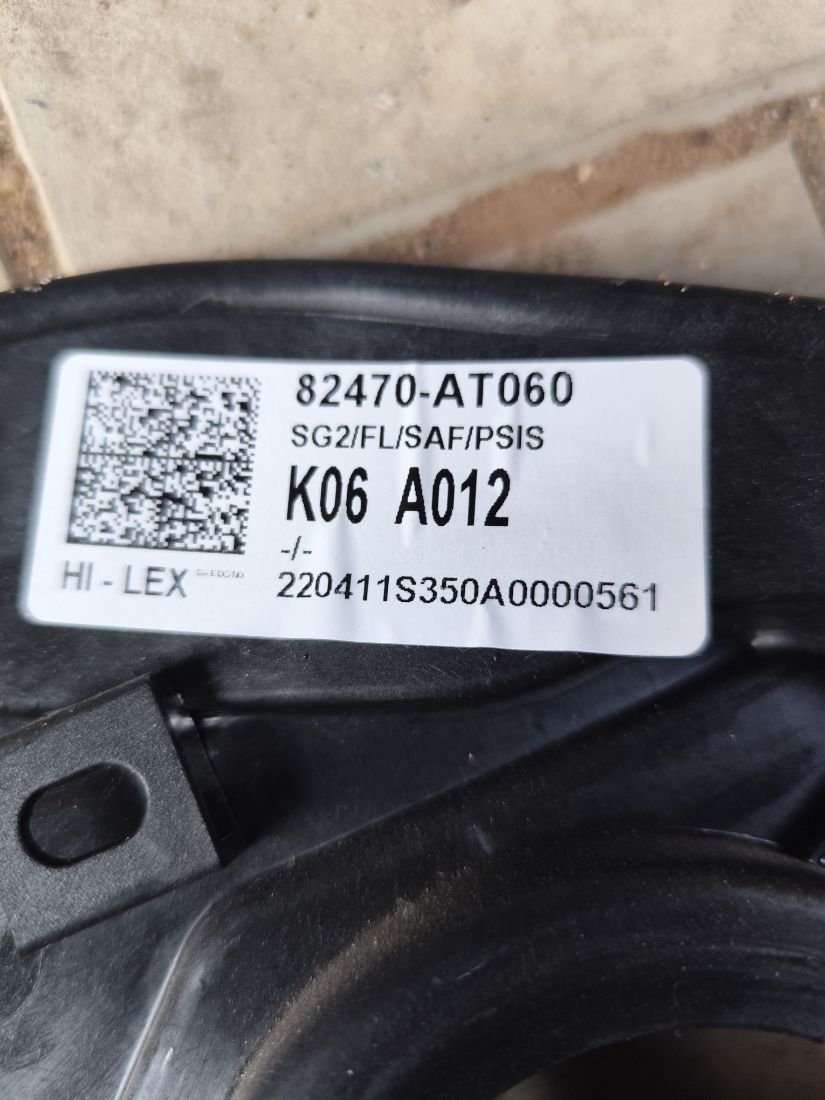 82470-AT060
SG2/FL/SAF/PSIS
K06 A012
-/-
HI - LEX
220411S350A0000561